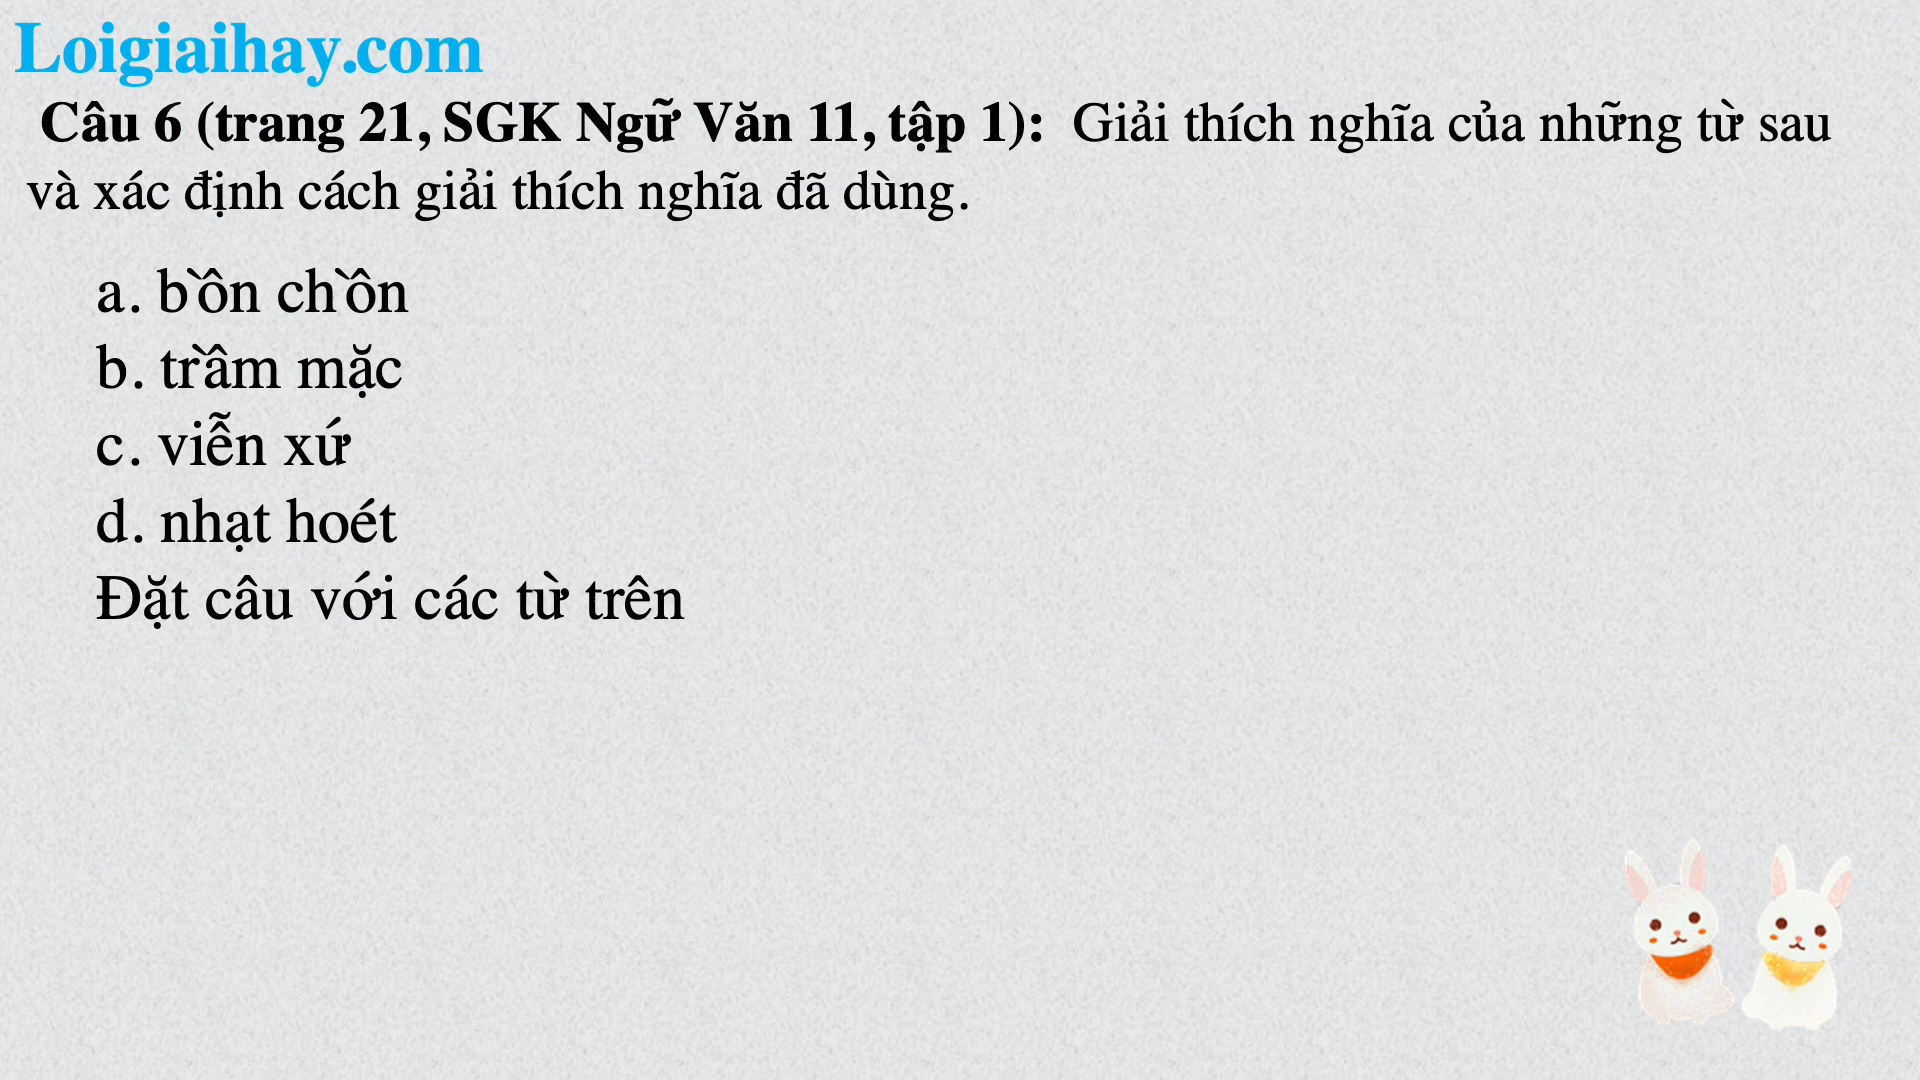 Loigiaihay.com
Câu 6 (trang 21, SGK Ngữ Văn 11, tập 1): Giải thích nghĩa của những từ sau
và xác định cách giải thích nghĩa đã dùng.
a. bồn chồn
b. trầm mặc
c. viễn xứ
d. nhạt hoét
Đặt câu với các từ trên